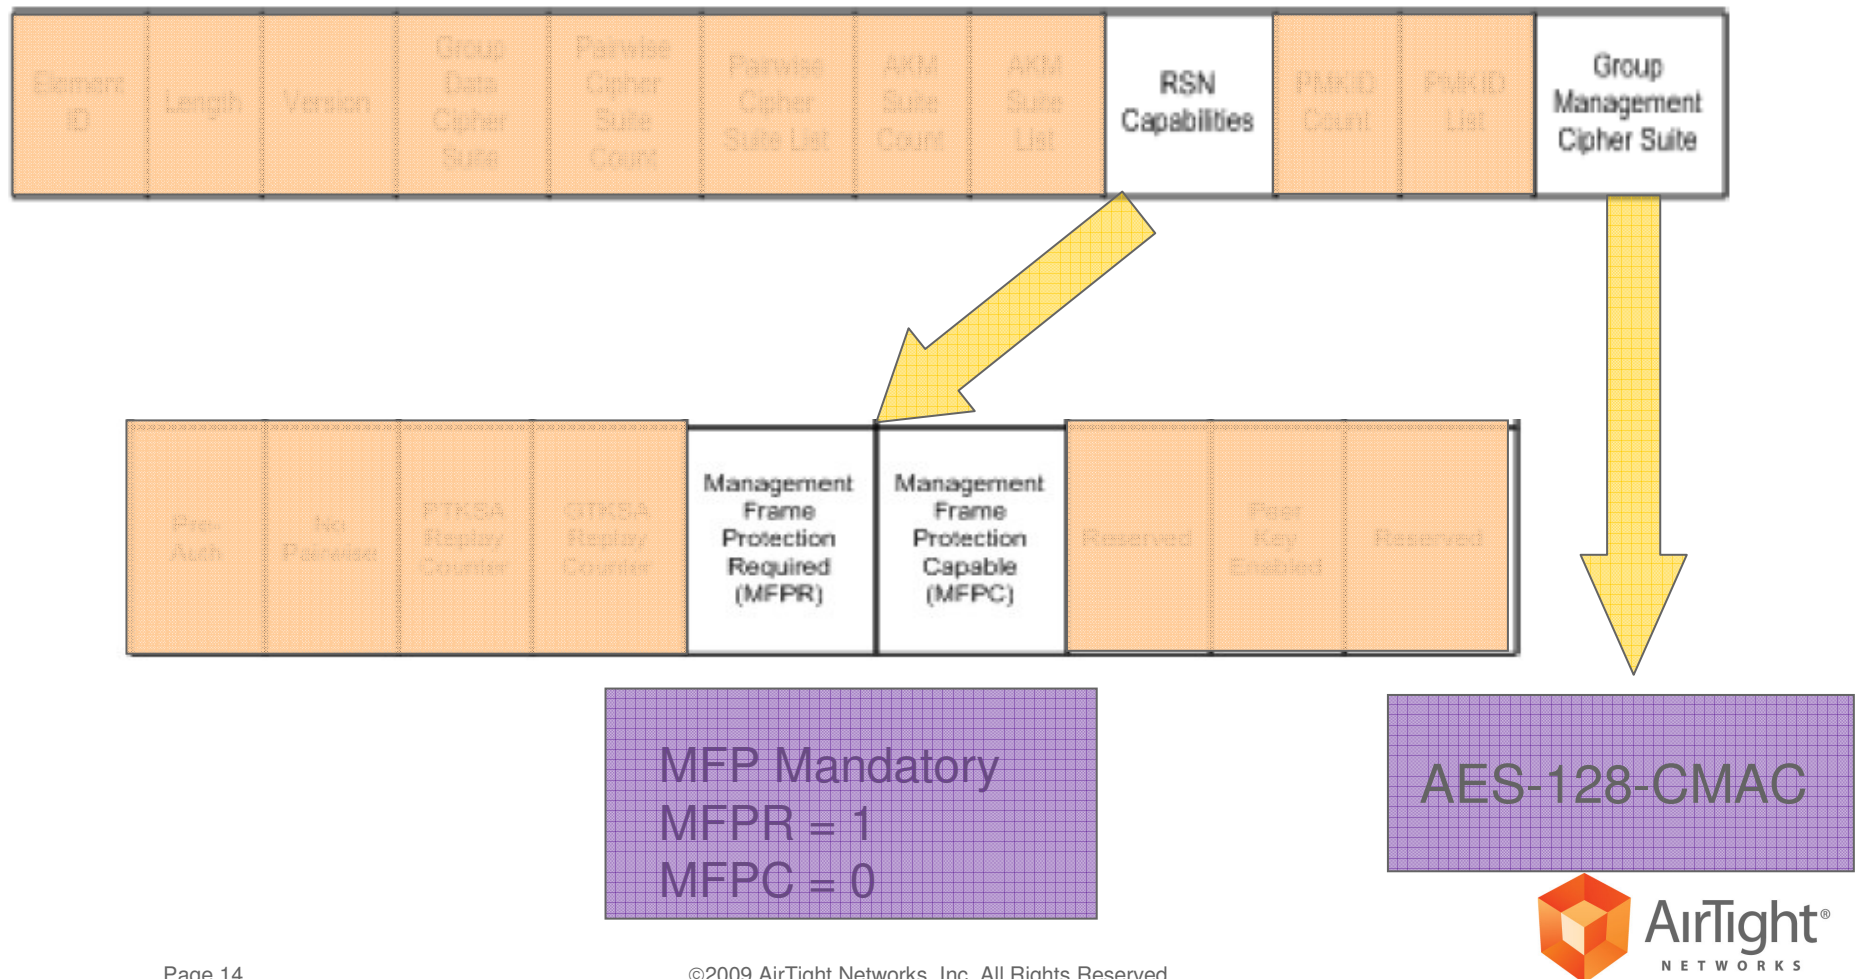 Element
ID
Length
Version
Group
Data
Cipher
Suite
Pairwise
Cipher
Suite
Count
Pairwise
Cipher
Suite List
AKM
Suite
Count
AKM
Suite
List
RSN
Capabilities
PMKID
Count
PMKID
List
Group
Management
Cipher Suite
Pre-
Auth
No
Pairwise
PTKSA
Replay
Counter
GTKSA
Replay
Counter
Management
Frame
Protection
Required
(MFPR)
Management
Frame
Protection
Capable
(MFPC)
Reserved
Peer
Key
Enabled
Reserved
MFP Mandatory
MFPR = 1
MFPC = 0
AES-128-CMAC
AirTight®
NETWORKS
Page 14
©2009 AirTight Networks, Inc. All Rights Reserved